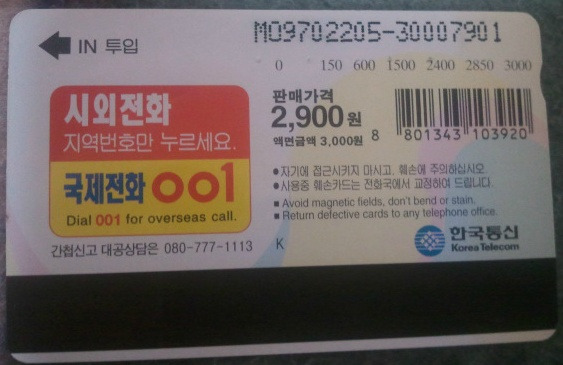 IN 투입
MO9702205-30007901
0 150 600 1500 2400 2850 3000
시외전화
지역번호만 누르세요.
국제전화 001
Dial 001 for overseas call.
간첩신고 대공상담은 080-777-1113
판매가격
2,900원
액면금액 3,000원
8 801343 103920
●자기에 접근시키지 마시고, 훼손에 주의하십시오.
●사용중 훼손카드는 전화국에서 교정하여 드립니다.
■ Avoid magnetic fields, don't bend or stain.
■ Return defective cards to any telephone office.
K
한국통신
Korea Telecom